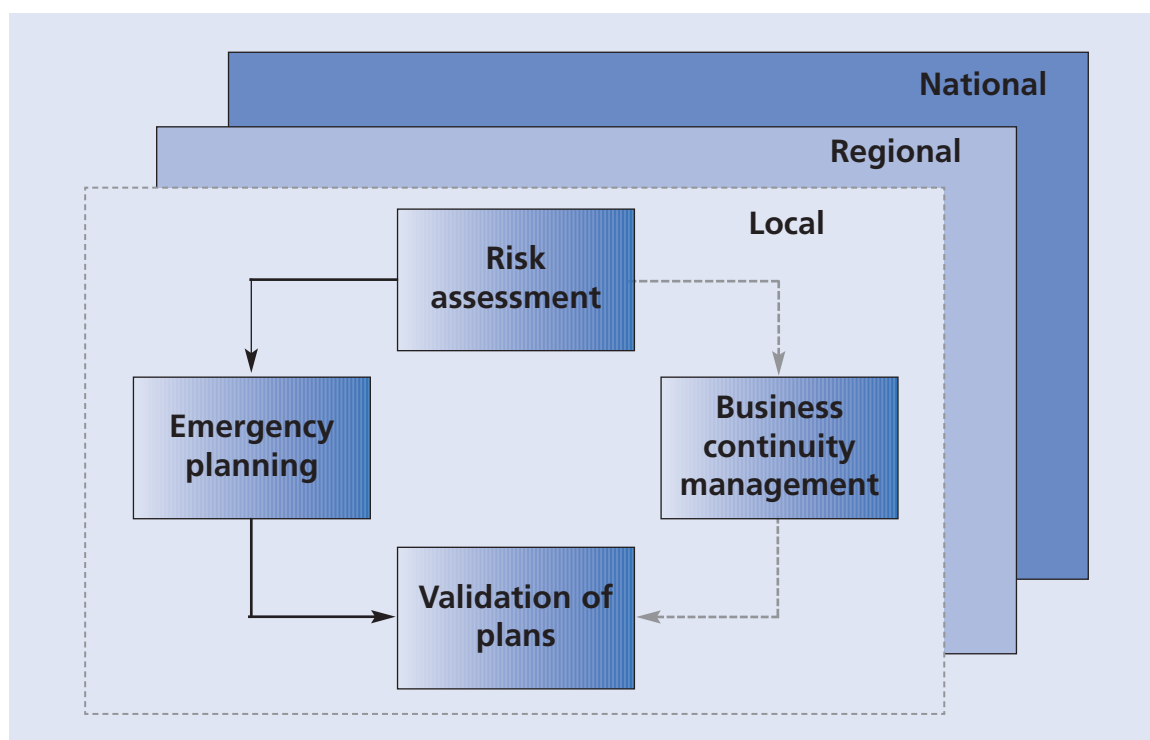 National
Regional
Local
Risk
assessment
Emergency
planning
Business
continuity
management
Validation of
plans